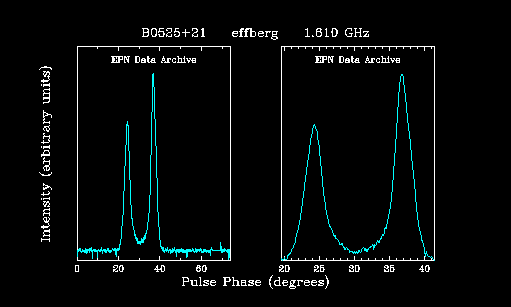 B0525+21 effberg 1.610 GHz
EPN Data Archive EPN Data Archive
Intensity (arbitrary units)
0 20 40 60 20 25 30 35 40
Pulse Phase (degrees)